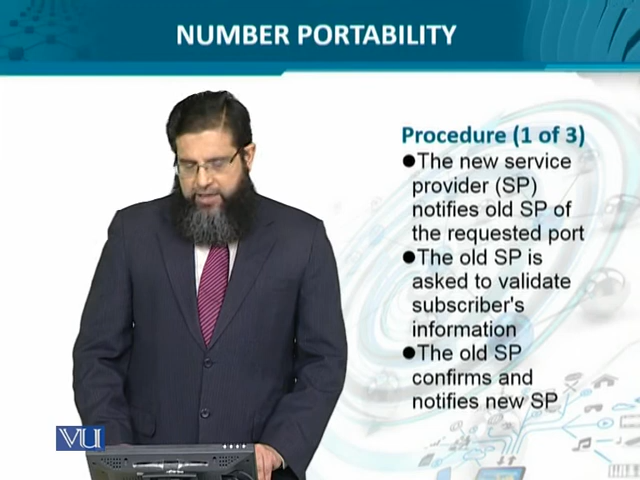 NUMBER PORTABILITY
Procedure (1 of 3)
●The new service
provider (SP)
notifies old SP of
the requested port
●The old SP is
asked to validate
subscriber's
information
●The old SP
confirms and
notifies new SP
VU